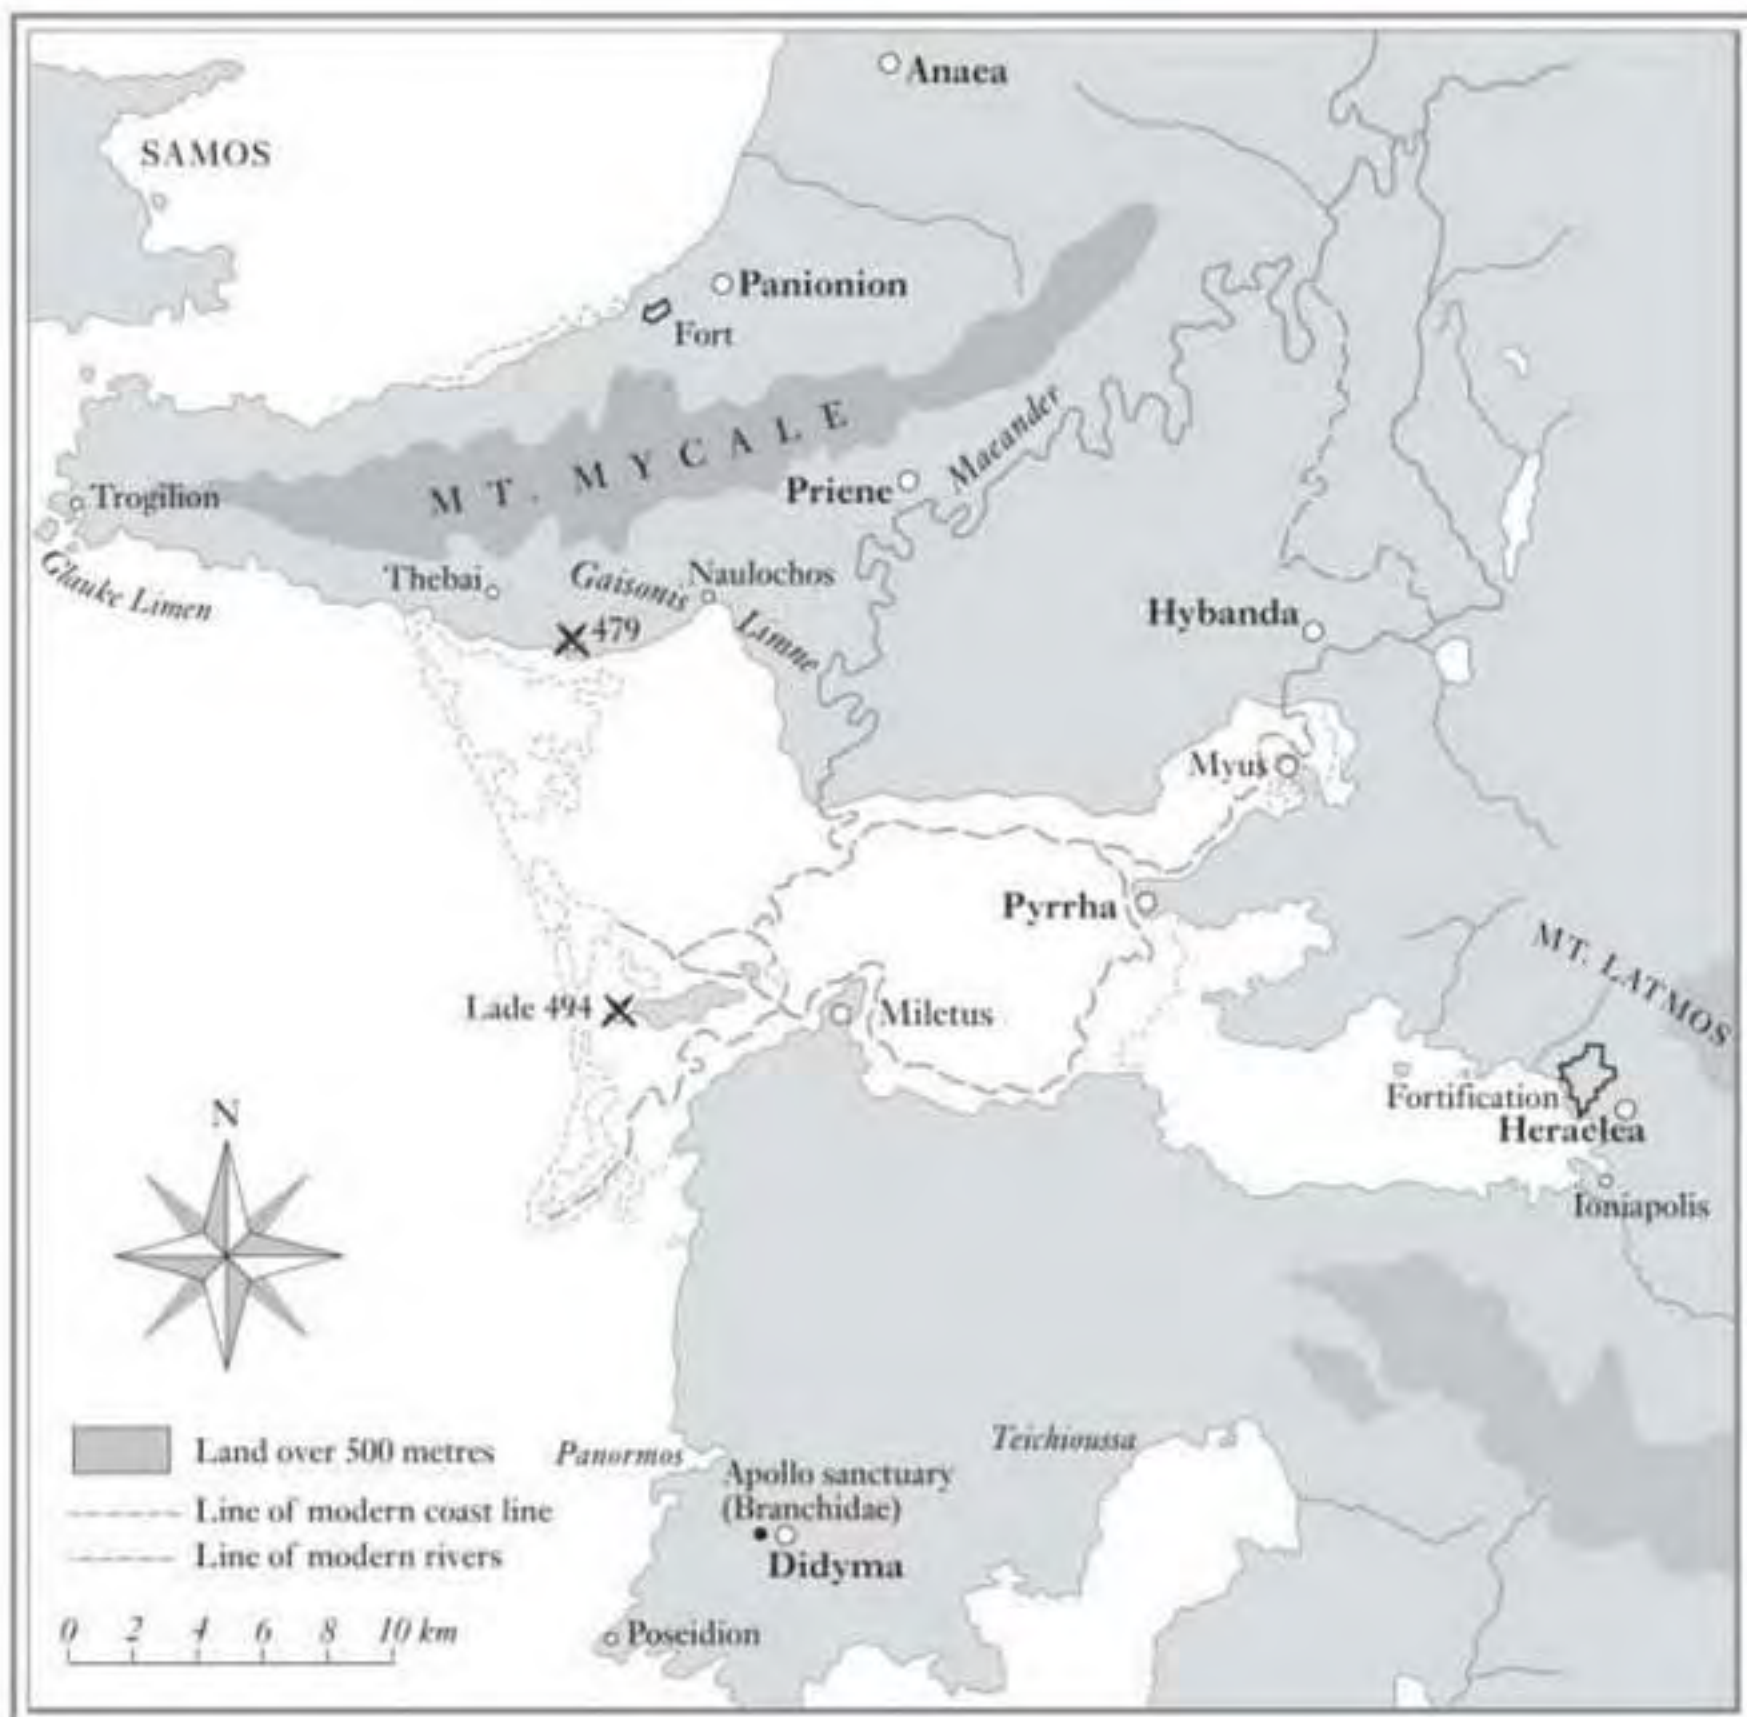 Anaea
SAMOS
Panionion
Fort
MT. MYCALE
Maeander
Priene
Trogilion
Glauke Limen
Thebai
Gaisonis
Naulochos
Limne
479
Hybanda
Myus
Pyrrha
MT. LATMOS
Lade 494
Miletus
Fortification
Heraclea
Ioniapolis
N
Land over 500 metres
Line of modern coast line
Line of modern rivers
0 2 4 6 8 10 km
Panormos
Teichioussa
Apollo sanctuary
(Branchidae)
Didyma
Poseidion